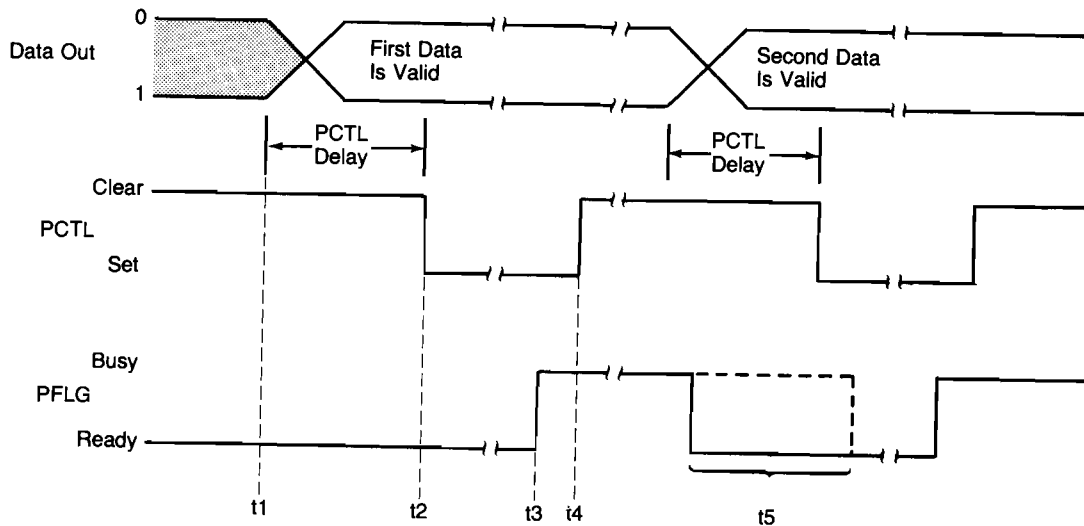 0
Data Out
1
First Data
Is Valid
Second Data
Is Valid
PCTL
Delay
PCTL
Delay
Clear
PCTL
Set
Busy
PFLG
Ready
t1
t2
t3
t4
t5